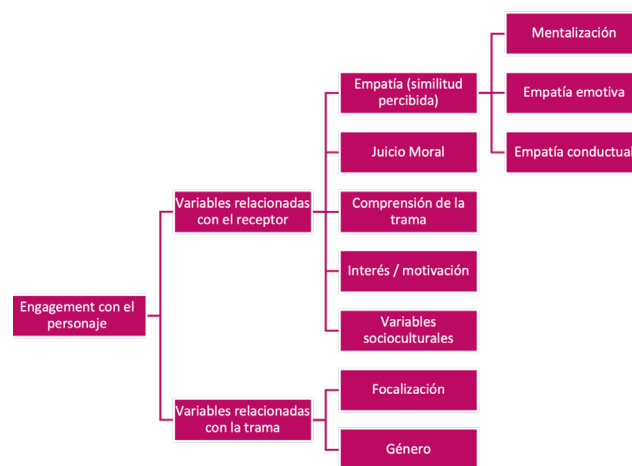 Mentalización
Empatía (similitud
percibida)
Empatía emotiva
Empatía conductual
Juicio Moral
Variables relacionadas
con el receptor
Comprensión de la
trama
Interés / motivación
Engagement con el
personaje
Variables
socioculturales
Variables relacionadas
con la trama
Focalización
Género